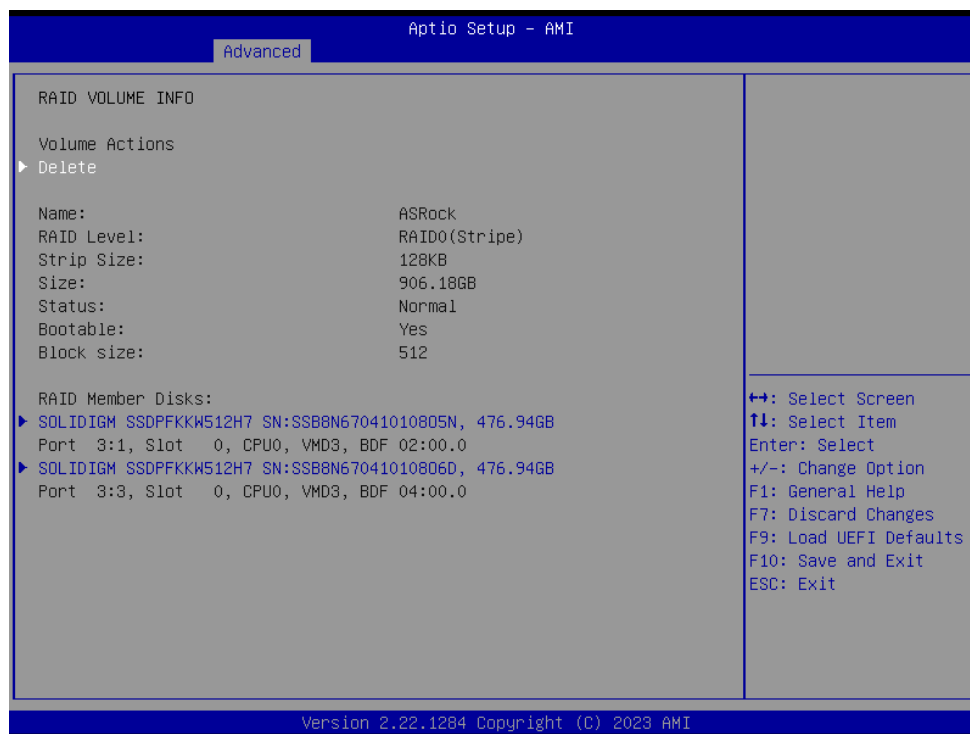 Aptio Setup - AMI
Advanced
RAID VOLUME INFO
Volume Actions
Delete
Name: ASRock
RAID Level: RAID0(Stripe)
Strip Size: 128KB
Size: 906.18GB
Status: Normal
Bootable: Yes
Block size: 512
RAID Member Disks:
SOLIDIGM SSDPFKKW512H7 SN:SSB8N67041010805N, 476.94GB
Port 3:1, Slot 0, CPU0, VMD3, BDF 02:00.0
SOLIDIGM SSDPFKKW512H7 SN:SSB8N67041010806D, 476.94GB
Port 3:3, Slot 0, CPU0, VMD3, BDF 04:00.0
↔: Select Screen
↑↓: Select Item
Enter: Select
+/-: Change Option
F1: General Help
F7: Discard Changes
F9: Load UEFI Defaults
F10: Save and Exit
ESC: Exit
Version 2.22.1284 Copyright (C) 2023 AMI